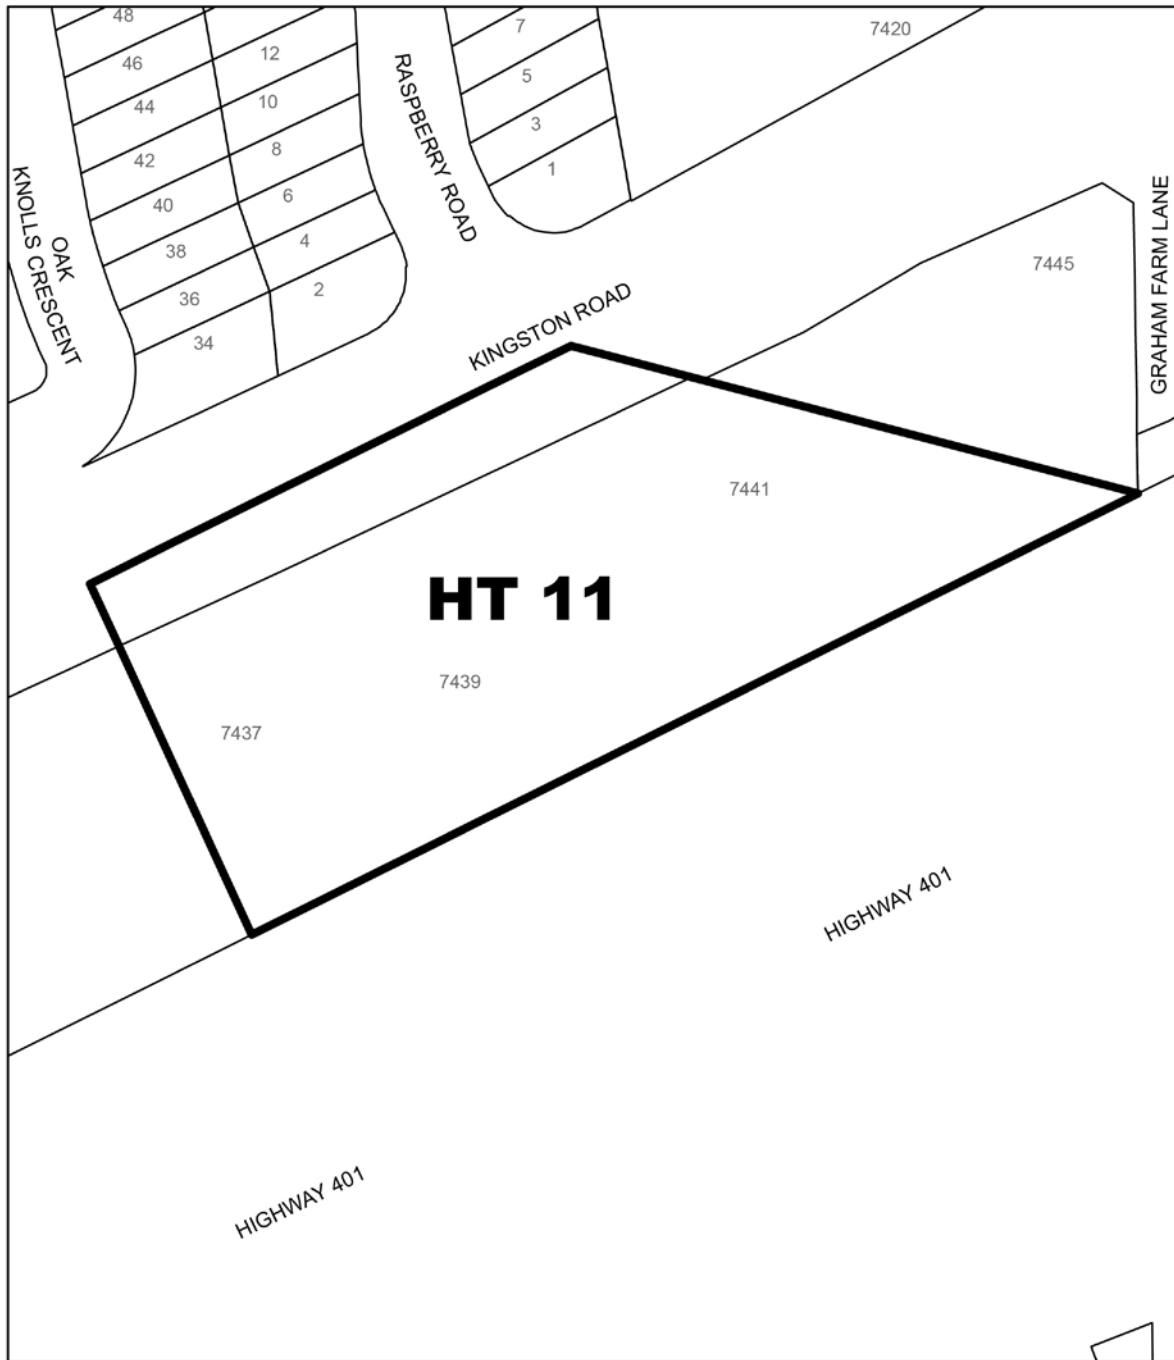 48
12
7
7420
46
10
5
44
8
3
42
6
1
40
4
38
2
36
34
RASPBERRY ROAD
OAK
KNOLLS CRESCENT
GRAHAM FARM LANE
7445
KINGSTON ROAD
7441
HT 11
7439
7437
HIGHWAY 401
HIGHWAY 401